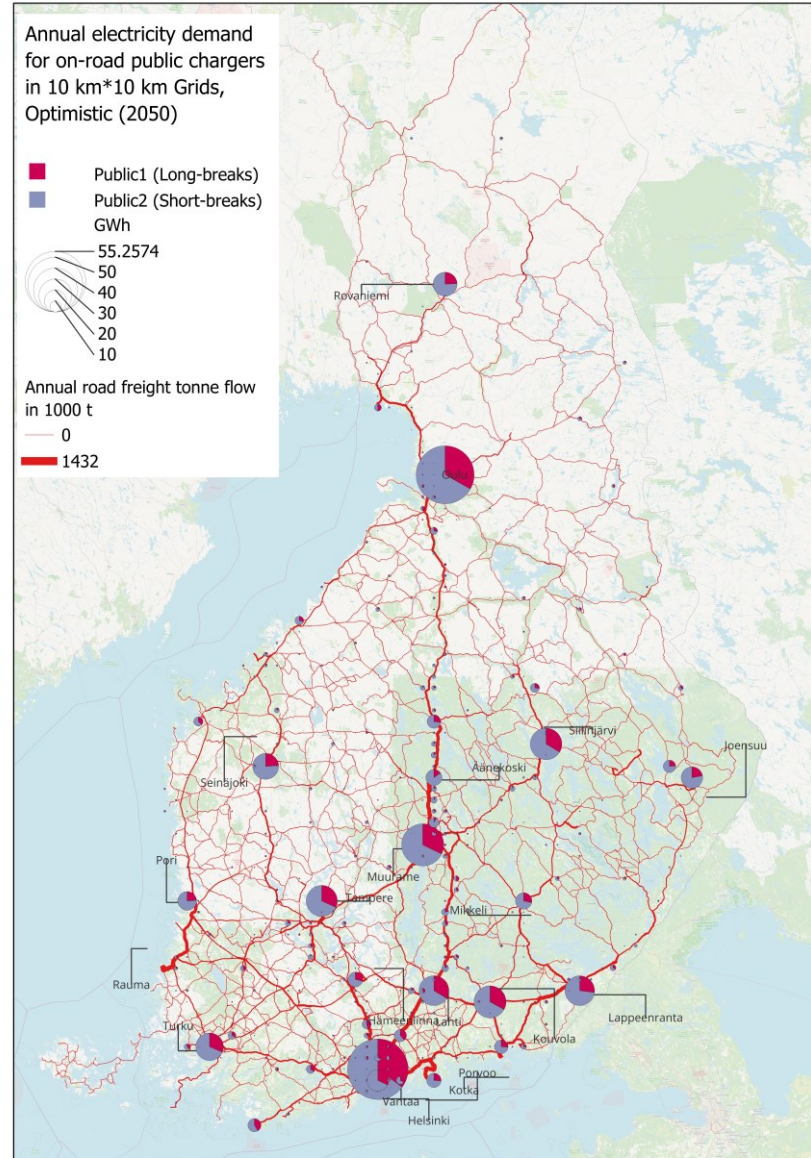 Annual electricity demand
for on-road public chargers
in 10 km*10 km Grids,
Optimistic (2050)
Public1 (Long-breaks)
Public2 (Short-breaks)
GWh
55.2574
50
40
30
20
10
Annual road freight tonne flow
in 1000 t
0
1432
Rovaniemi
Oulu
Siilinjärvi
Joensuu
Äänekoski
Seinäjoki
Muurame
Pori
Tampere
Mikkeli
Rauma
Hämeenlinna
Lahti
Lappeenranta
Turku
Kouvola
Porvoo
Kotka
Vantaa
Helsinki